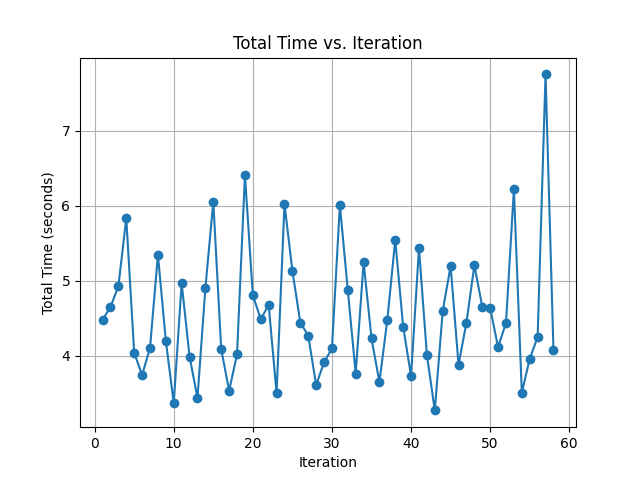 Total Time vs. Iteration
Total Time (seconds)
7
6
5
4
0 10 20 30 40 50 60
Iteration